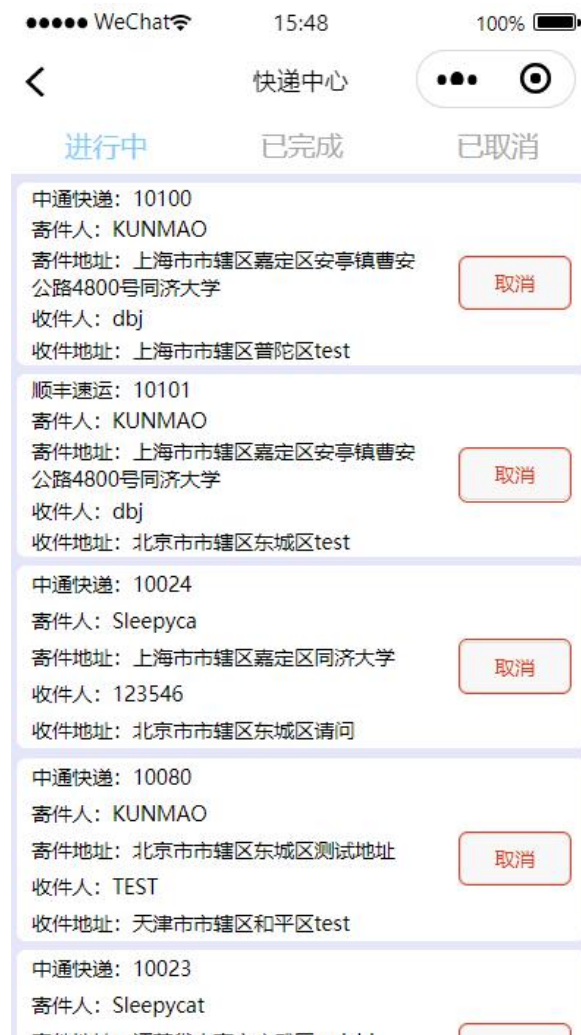 WeChat 15:48 100%
快递中心
进行中 已完成 已取消
中通快递：10100
寄件人：KUNMAO
寄件地址：上海市市辖区嘉定区安亭镇曹安
公路4800号同济大学
取消
收件人：dbj
收件地址：上海市市辖区普陀区test
顺丰速运：10101
寄件人：KUNMAO
寄件地址：上海市市辖区嘉定区安亭镇曹安
公路4800号同济大学
取消
收件人：dbj
收件地址：北京市市辖区东城区test
中通快递：10024
寄件人：Sleepyca
寄件地址：上海市市辖区嘉定区同济大学
取消
收件人：123546
收件地址：北京市市辖区东城区请问
中通快递：10080
寄件人：KUNMAO
寄件地址：北京市市辖区东城区测试地址
取消
收件人：TEST
收件地址：天津市市辖区和平区test
中通快递：10023
寄件人：Sleepycat